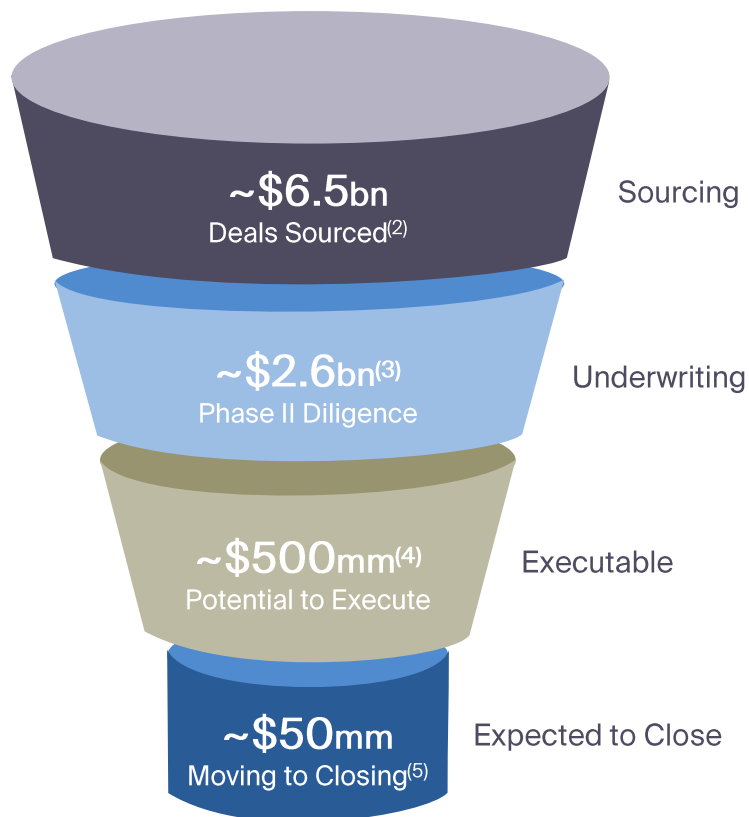 ~$6.5bn
Deals Sourced(2)
Sourcing
~$2.6bn(3)
Phase II Diligence
Underwriting
~$500mm(4)
Potential to Execute
Executable
~$50mm
Moving to Closing(5)
Expected to Close